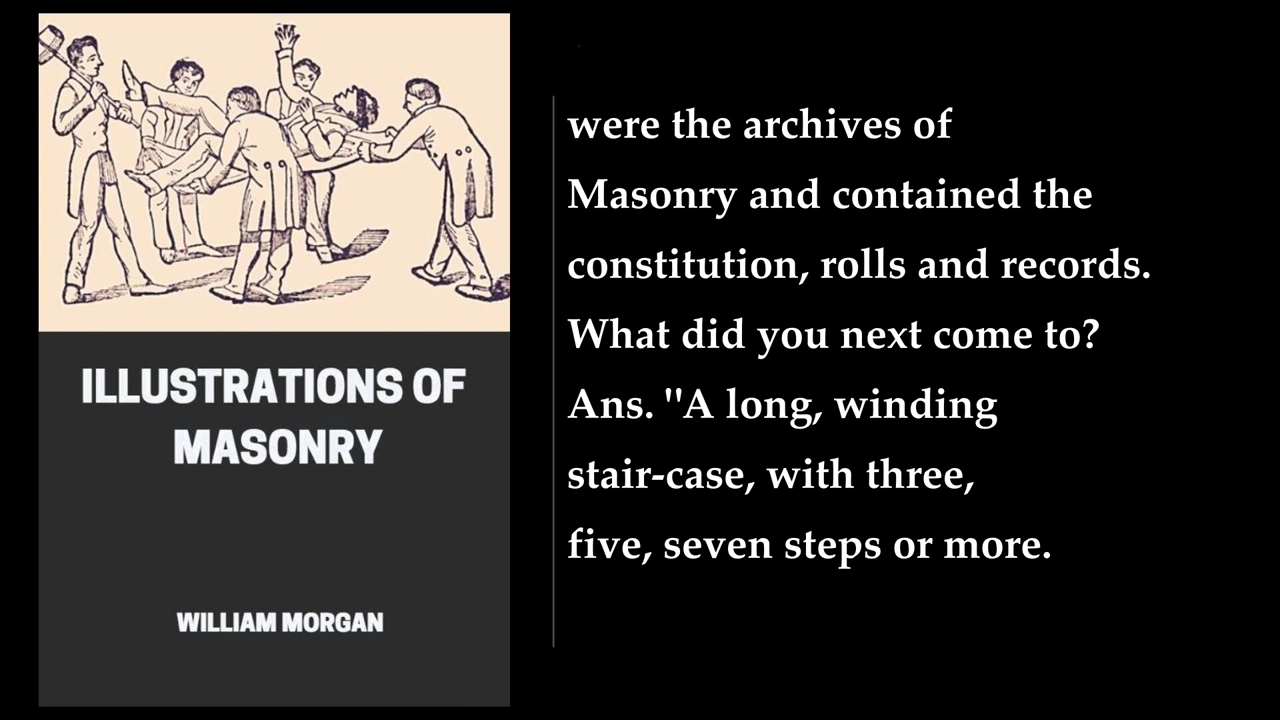 ILLUSTRATIONS OF
MASONRY
WILLIAM MORGAN
were the archives of
Masonry and contained the
constitution, rolls and records.
What did you next come to?
Ans. "A long, winding
stair-case, with three,
five, seven steps or more.